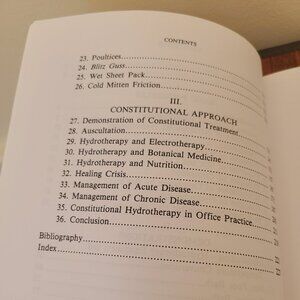 CONTENTS
23. Poultices
24. Blitz Guss
25. Wet Sheet Pack
26. Cold Mitten Friction
III.
CONSTITUTIONAL APPROACH
27. Demonstration of Constitutional Treatment
28. Auscultation
29. Hydrotherapy and Electrotherapy
30. Hydrotherapy and Botanical Medicine
31. Hydrotherapy and Nutrition
32. Healing Crisis
33. Management of Acute Disease
34. Management of Chronic Disease
35. Constitutional Hydrotherapy in Office Practice
36. Conclusion
Bibliography
Index